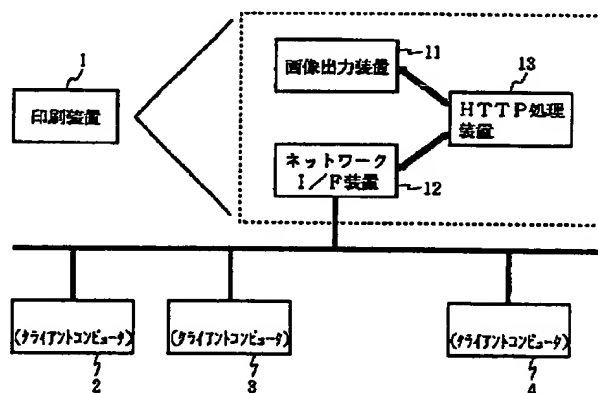 1
印刷装置
11
画像出力装置
13
HTTP処理
装置
ネットワーク
I/F装置
12
(クライアントコンピュータ)
2
(クライアントコンピュータ)
3
(クライアントコンピュータ)
4